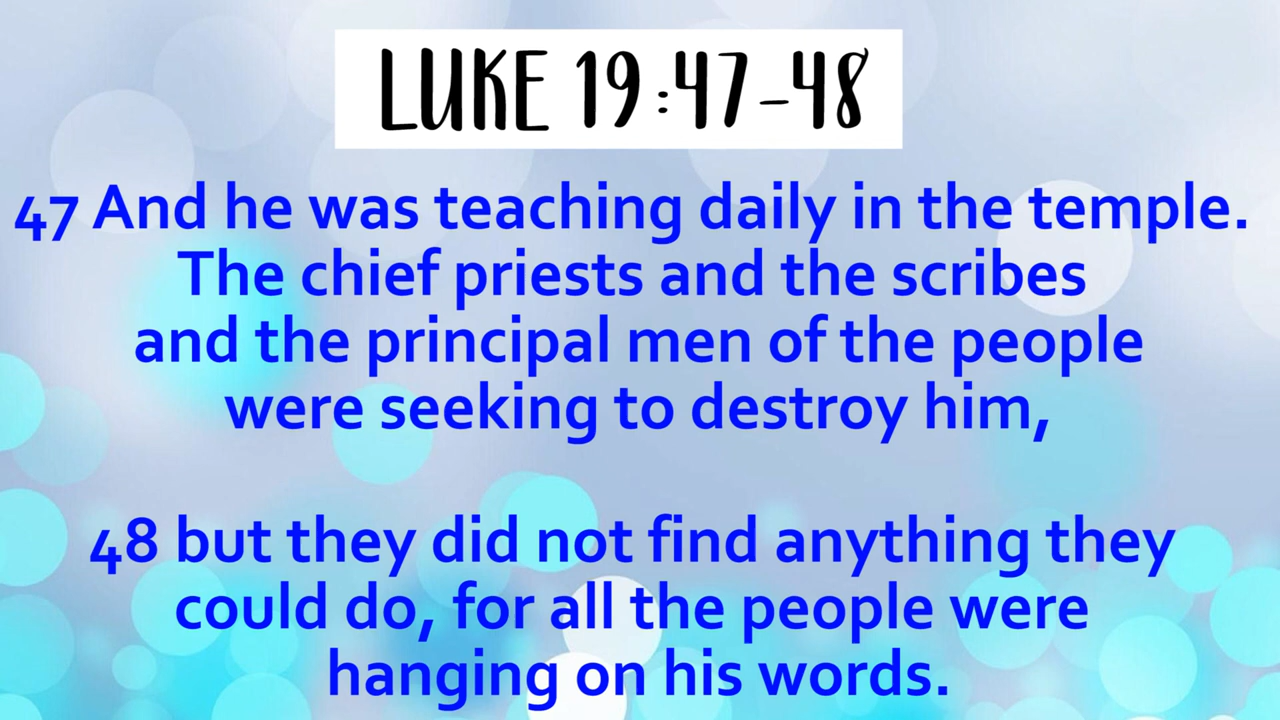 LUKE 19:47-48
47 And he was teaching daily in the temple.
The chief priests and the scribes
and the principal men of the people
were seeking to destroy him,
48 but they did not find anything they
could do, for all the people were
hanging on his words.